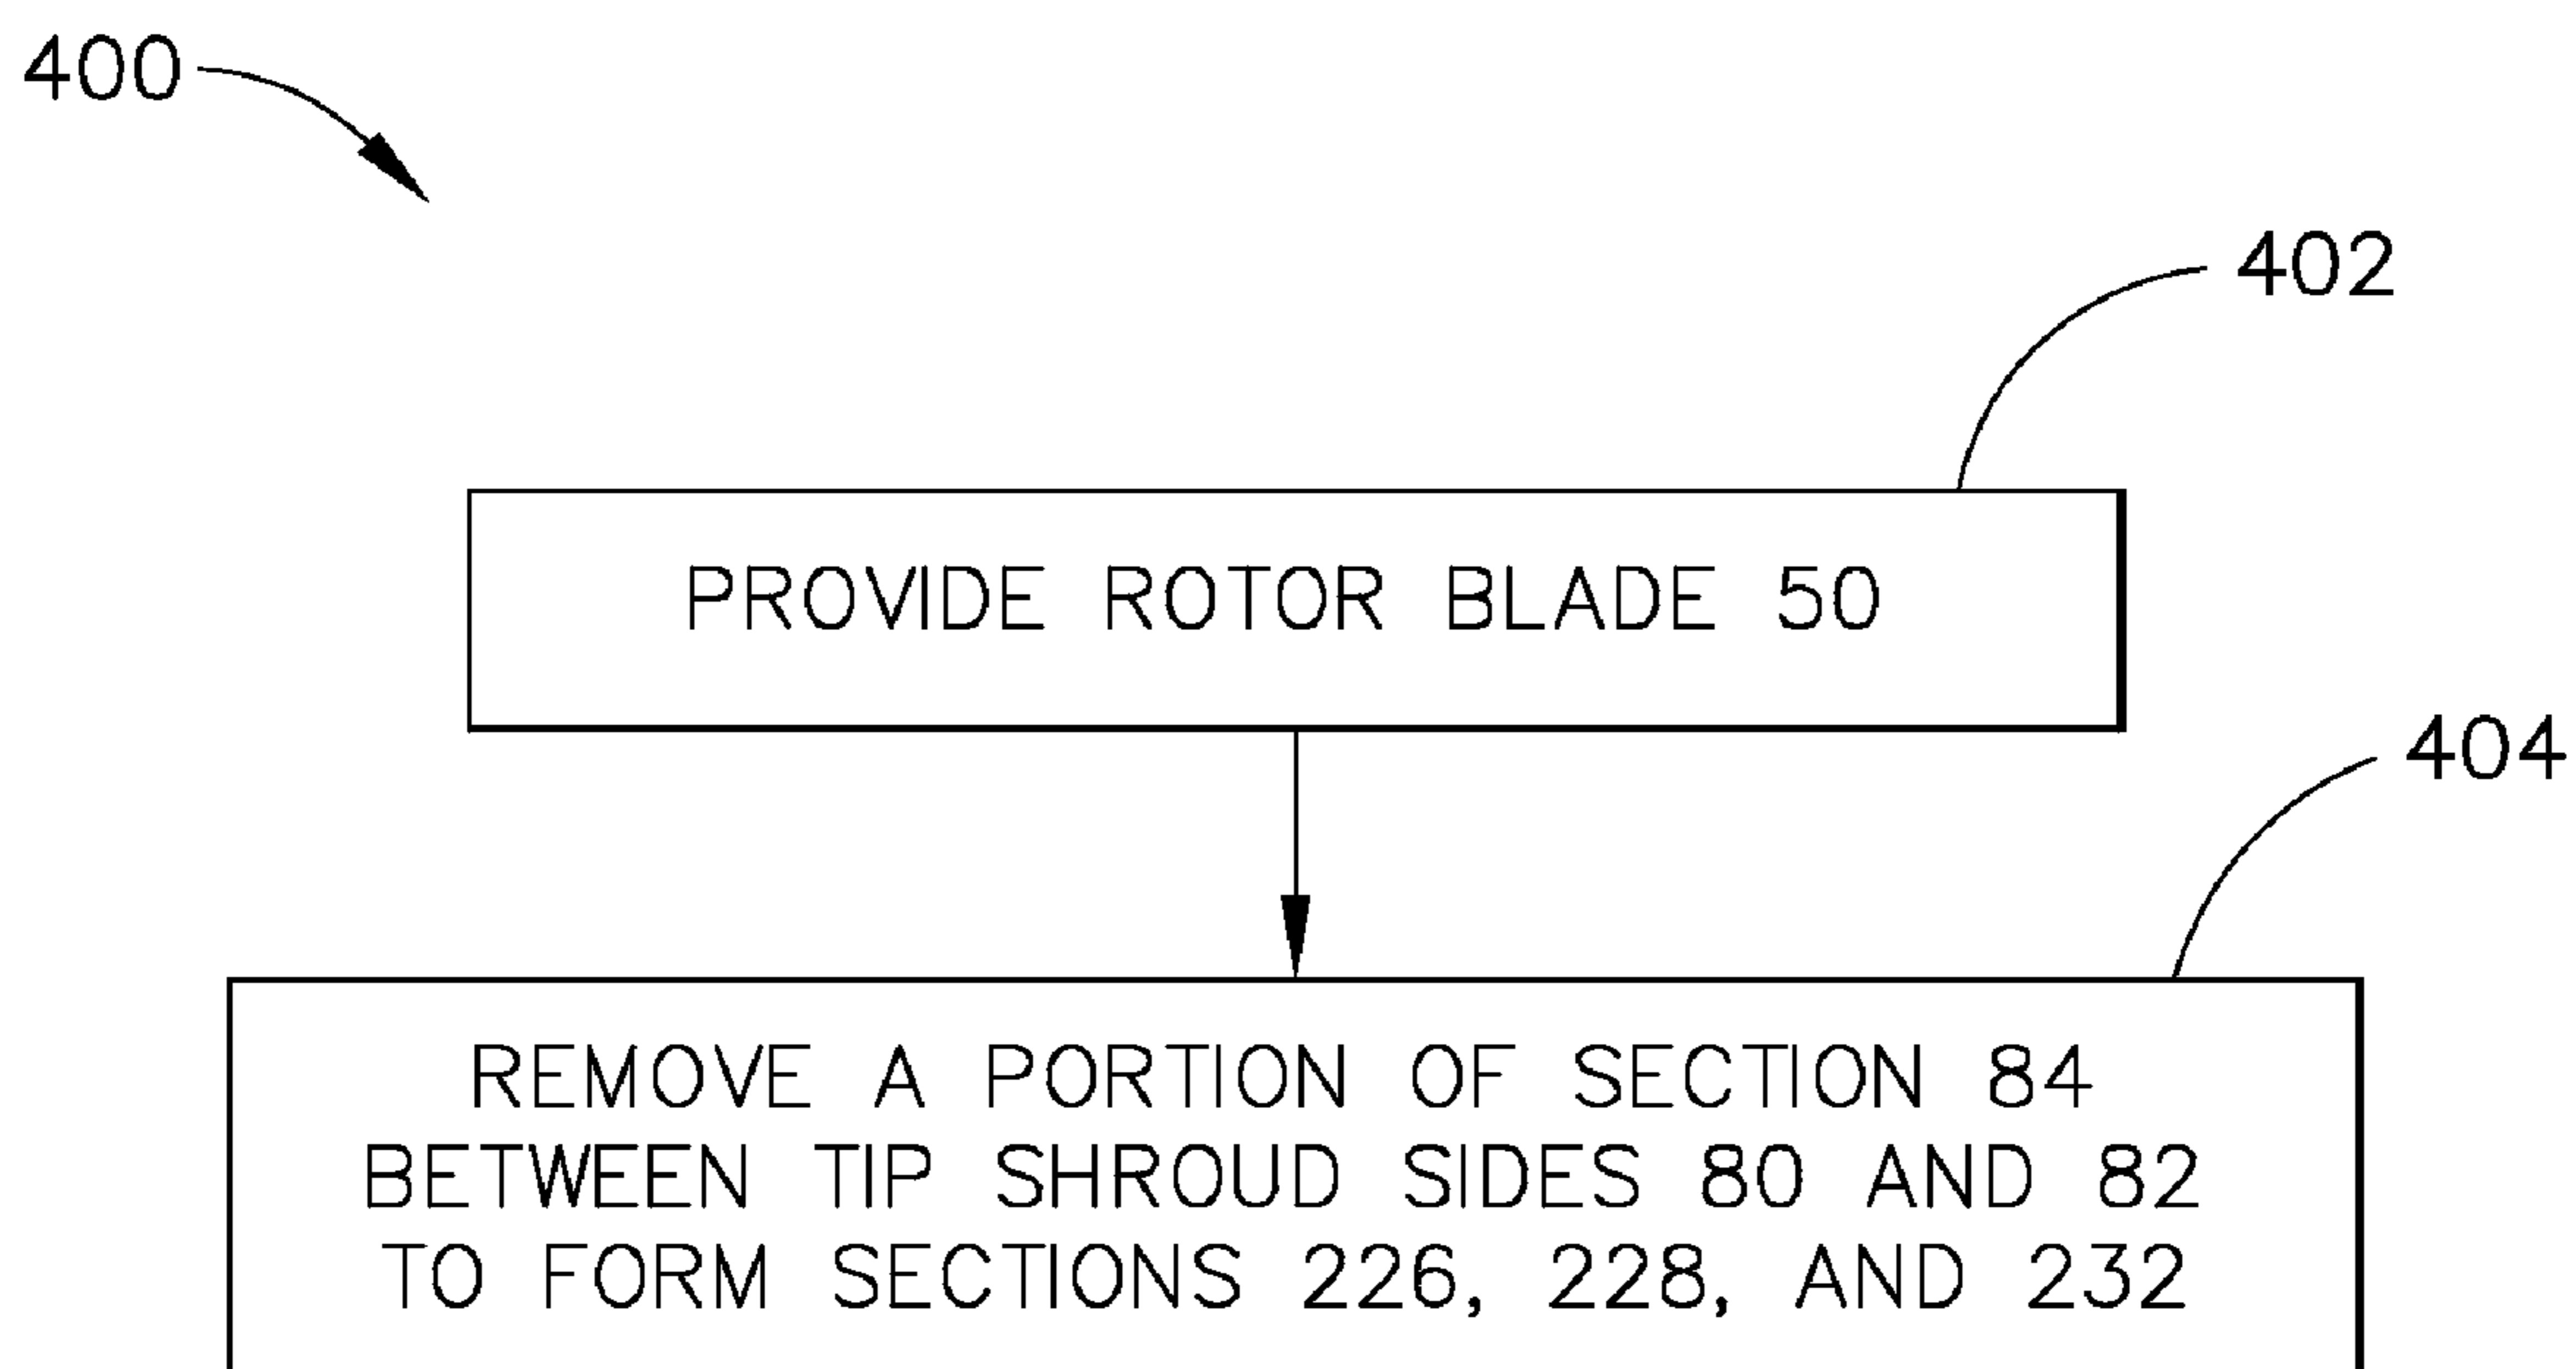 400
402
PROVIDE ROTOR BLADE 50
404
REMOVE A PORTION OF SECTION 84
BETWEEN TIP SHROUD SIDES 80 AND 82
TO FORM SECTIONS 226, 228, AND 232